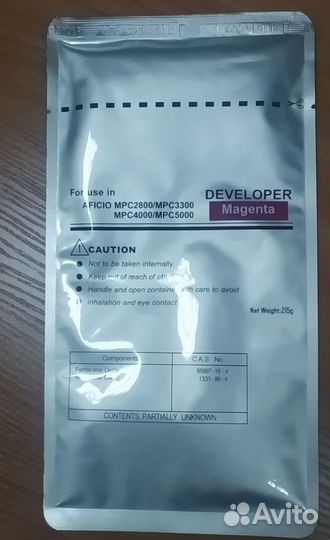 For use in
AFICIO MPC2800/MPC3300
MPC4000/MPC5000
DEVELOPER
Magenta
CAUTION
Not to be taken internally.
Keep out of reach of
Handle and open container with care to avoid
inhalation and eye contact
Net Weight:215g
Components
C A S No
Ferrite (Iron
65997-18-4
1333-86-4
CONTENTS PARTIALLY UNKNOWN
Avito